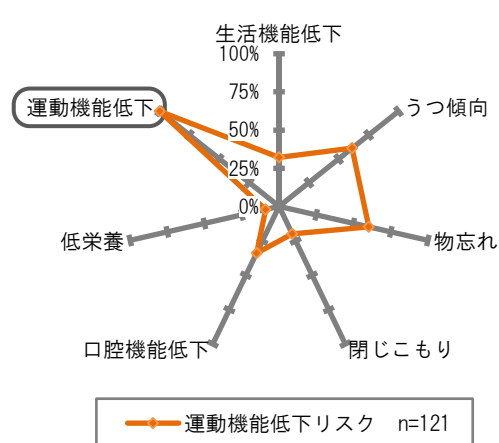 生活機能低下
100%
75%
50%
25%
0%
運動機能低下
うつ傾向
低栄養
物忘れ
口腔機能低下
閉じこもり
運動機能低下リスク n=121